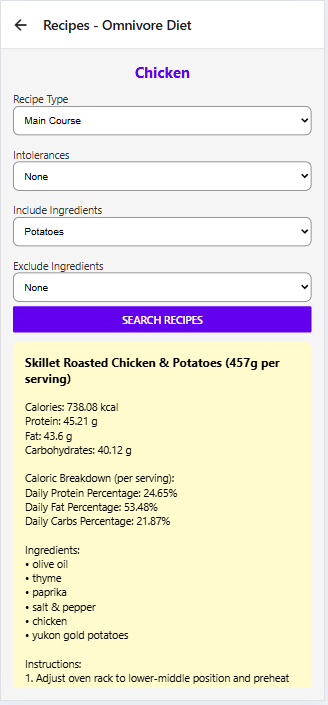 Recipes - Omnivore Diet
Chicken
Recipe Type
Main Course
Intolerances
None
Include Ingredients
Potatoes
Exclude Ingredients
None
SEARCH RECIPES
Skillet Roasted Chicken & Potatoes (457g per
serving)
Calories: 738.08 kcal
Protein: 45.21 g
Fat: 43.6 g
Carbohydrates: 40.12 g
Caloric Breakdown (per serving):
Daily Protein Percentage: 24.65%
Daily Fat Percentage: 53.48%
Daily Carbs Percentage: 21.87%
Ingredients:
• olive oil
• thyme
• paprika
• salt & pepper
• chicken
• yukon gold potatoes
Instructions:
1. Adjust oven rack to lower-middle position and preheat